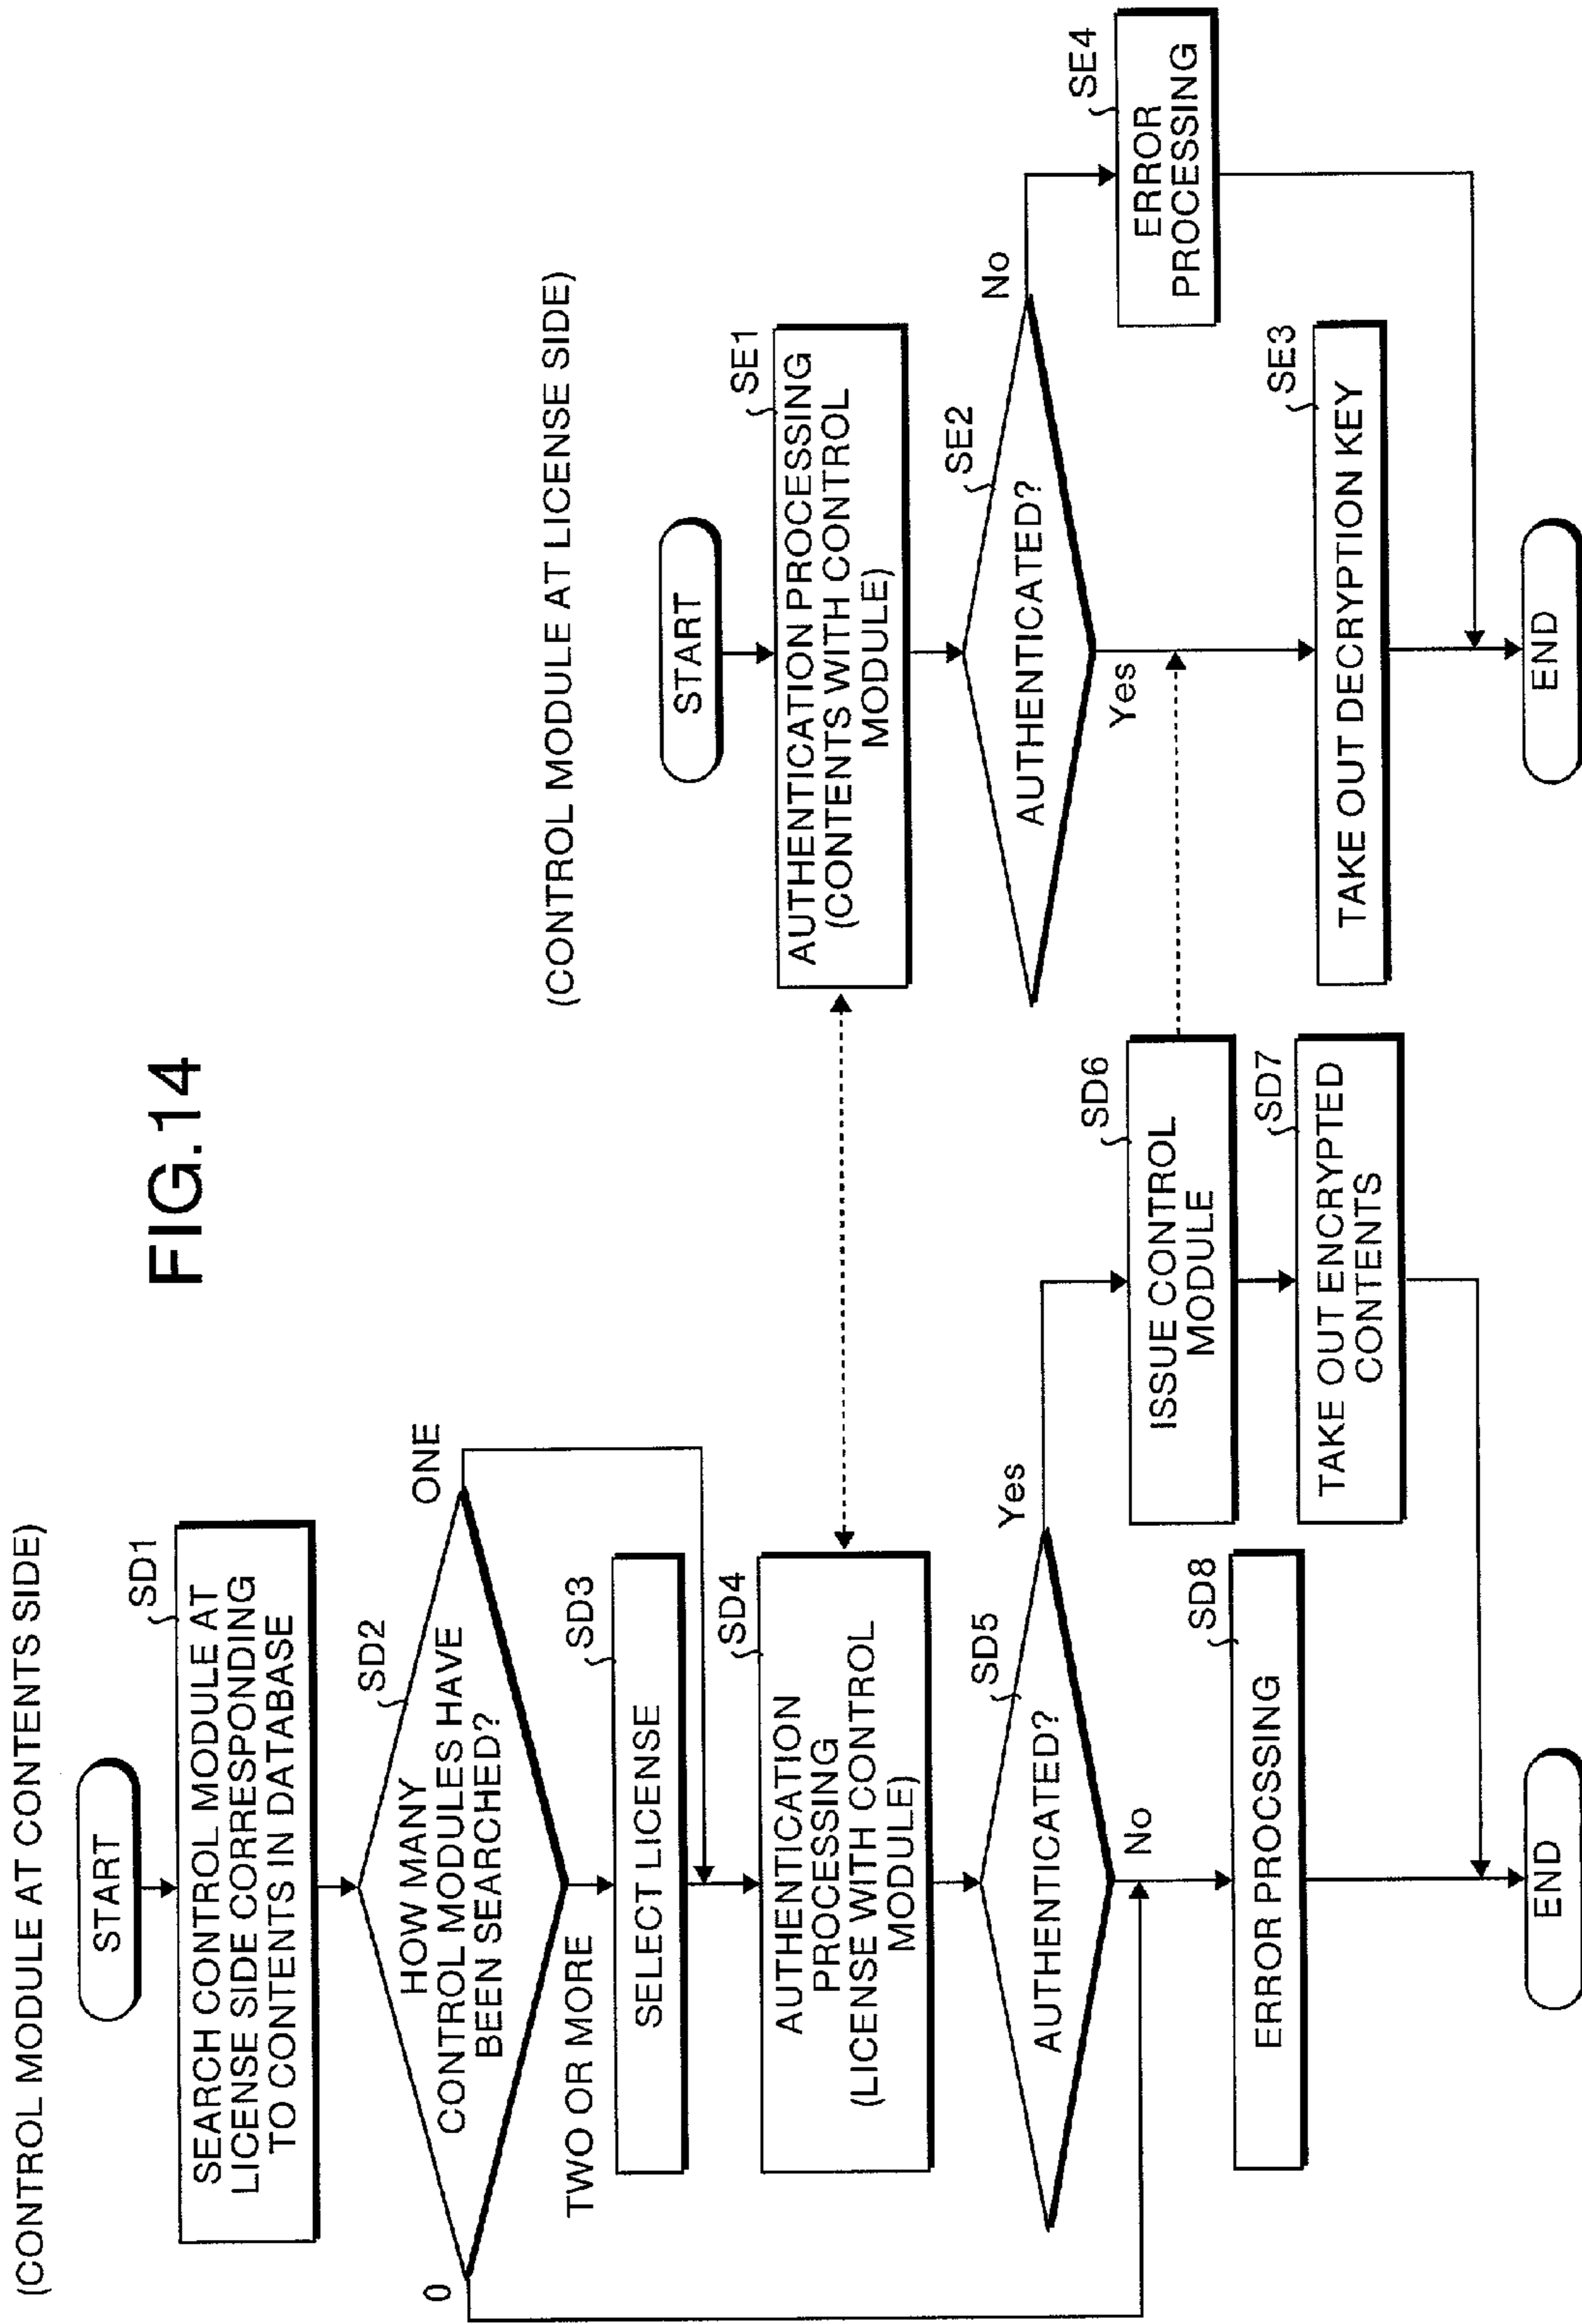 FIG.14
(CONTROL MODULE AT CONTENTS SIDE)
START
SD1
SEARCH CONTROL MODULE AT
LICENSE SIDE CORRESPONDING
TO CONTENTS IN DATABASE
SD2
HOW MANY
CONTROL MODULES HAVE
BEEN SEARCHED?
0
ONE
TWO OR MORE
SD3
SELECT LICENSE
SD4
AUTHENTICATION
PROCESSING
(LICENSE WITH CONTROL
MODULE)
SD5
AUTHENTICATED?
Yes
No
SD6
ISSUE CONTROL
MODULE
SD7
TAKE OUT ENCRYPTED
CONTENTS
SD8
ERROR PROCSSING
END
(CONTROL MODULE AT LICENSE SIDE)
START
SE1
AUTHENTICATION PROCESSING
(CONTENTS WITH CONTROL
MODULE)
SE2
AUTHENTICATED?
No
Yes
SE4
ERROR
PROCESSING
SE3
TAKE OUT DECRYPTION KEY
END